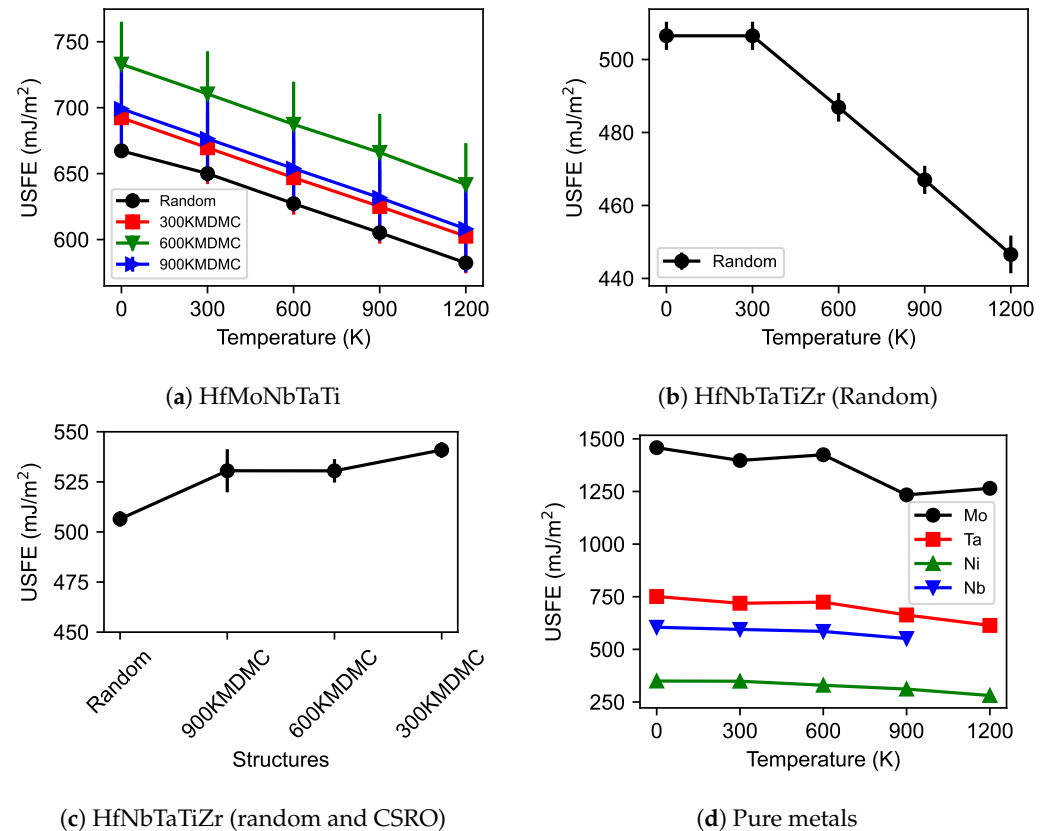 750
700
650
600
USFE (mJ/m²)
Random
300KMDMC
600KMDMC
900KMDMC
0 300 600 900 1200
Temperature (K)
(a) HfMoNbTaTi
500
480
460
440
USFE (mJ/m²)
Random
0 300 600 900 1200
Temperature (K)
(b) HfNbTaTiZr (Random)
550
525
500
475
450
USFE (mJ/m²)
Random
900KMDMC
600KMDMC
300KMDMC
Structures
(c) HfNbTaTiZr (random and CSRO)
1500
1250
1000
750
500
250
USFE (mJ/m²)
Mo
Ta
Ni
Nb
0 300 600 900 1200
Temperature (K)
(d) Pure metals